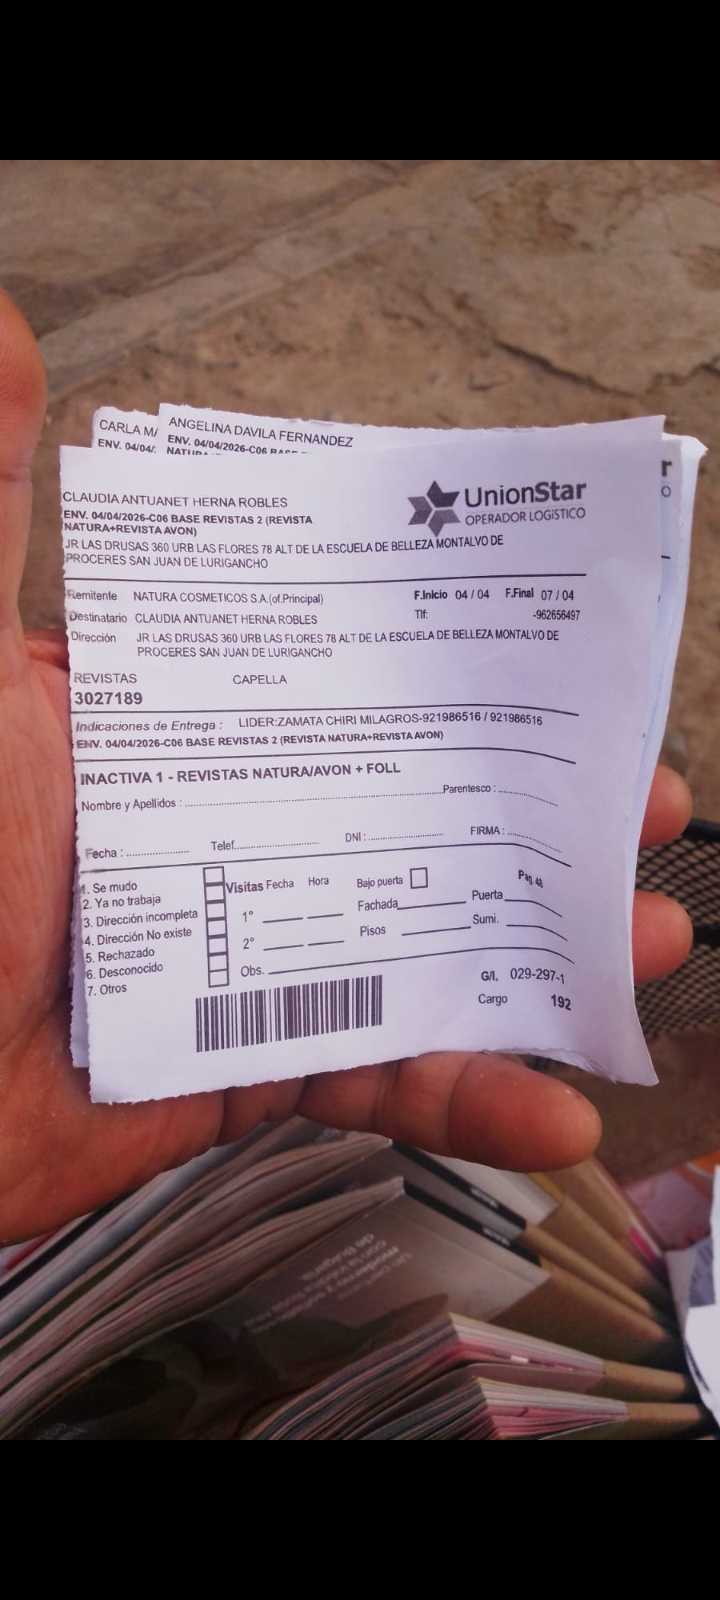 CARLA MA
ENV. 04/04/
ANGELINA DAVILA FERNANDEZ
ENV. 04/04/2026-C06 BASE
CLAUDIA ANTUANET HERNA ROBLES
ENV. 04/04/2026-C06 BASE REVISTAS 2 (REVISTA
NATURA+REVISTA AVON)
JR LAS DRUSAS 360 URB LAS FLORES 78 ALT DE LA ESCUELA DE BELLEZA MONTALVO DE
PROCERES SAN JUAN DE LURIGANCHO
UnionStar
OPERADOR LOGISTICO
Remitente NATURA COSMETICOS S.A.(of.Principal) F.Inicio 04 / 04 F.Final 07 / 04
Destinatario CLAUDIA ANTUANET HERNA ROBLES Tlf: -962656497
Dirección JR LAS DRUSAS 360 URB LAS FLORES 78 ALT DE LA ESCUELA DE BELLEZA MONTALVO DE
PROCERES SAN JUAN DE LURIGANCHO
REVISTAS CAPELLA
3027189
Indicaciones de Entrega : LIDER:ZAMATA CHIRI MILAGROS-921986516 / 921986516
ENV. 04/04/2026-C06 BASE REVISTAS 2 (REVISTA NATURA+REVISTA AVON)
INACTIVA 1 - REVISTAS NATURA/AVON + FOLL
Nombre y Apellidos : Parentesco :
Fecha : Telef. DNI : FIRMA :
1. Se mudo
2. Ya no trabaja
3. Dirección incompleta
4. Dirección No existe
5. Rechazado
6. Desconocido
7. Otros
Visitas Fecha Hora Bajo puerta Pag 48
1° Fachada Puerta
2° Pisos Sumi.
Obs.
G/I. 029-297-1
Cargo 192